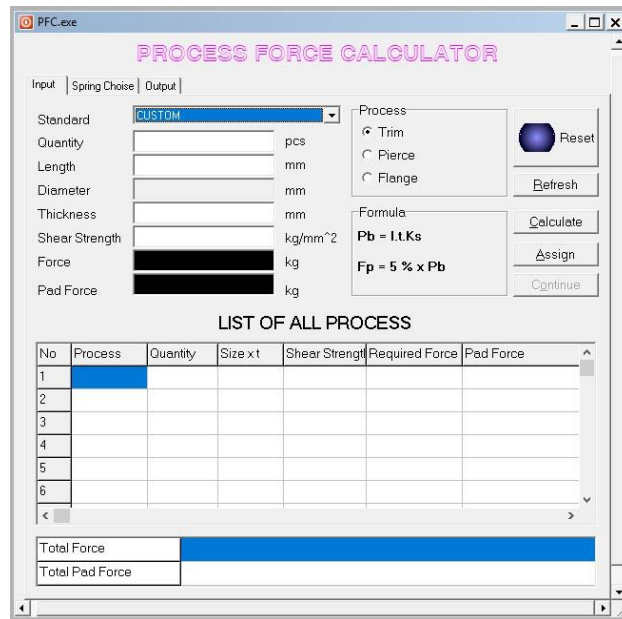 PFC.exe
PROCESS FORCE CALCULATOR
Input Spring Choise Output
Standard CUSTOM
Quantity pcs
Length mm
Diameter mm
Thickness mm
Shear Strength kg/mm^2
Force kg
Pad Force kg
Process
Trim
Pierce
Flange
Formula
Pb = l.t.Ks
Fp = 5 % x Pb
Reset
Refresh
Calculate
Assign
Continue
LIST OF ALL PROCESS
No Process Quantity Size x t Shear Strengt Required Force Pad Force
1
2
3
4
5
6
Total Force
Total Pad Force